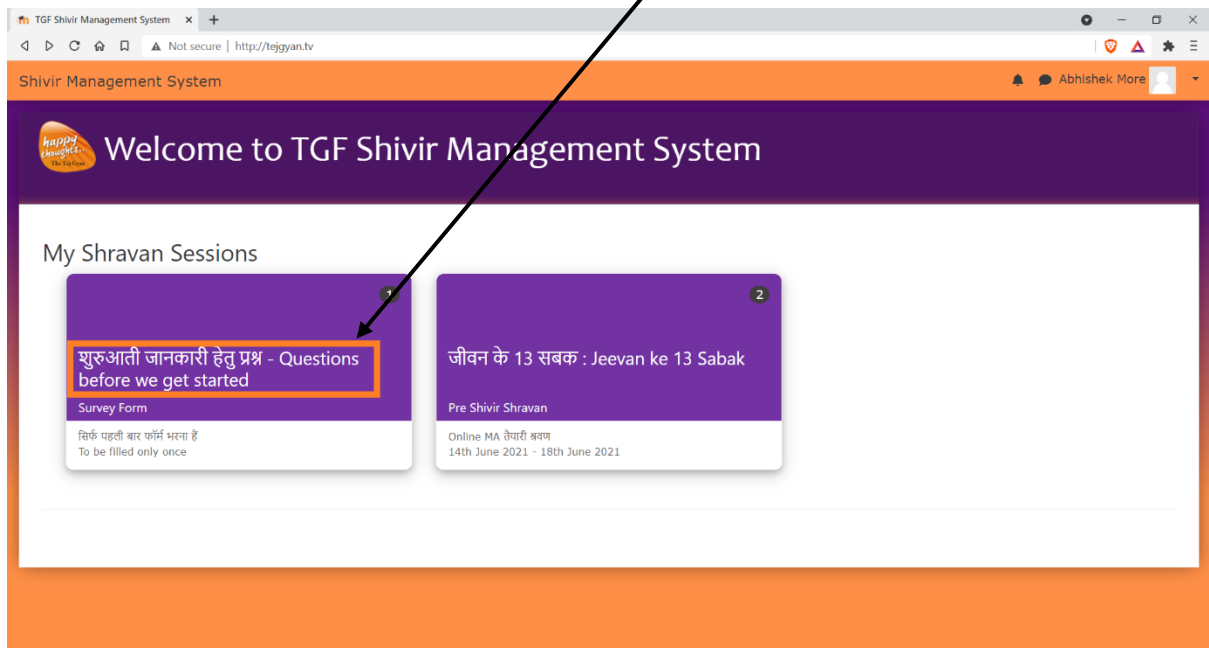 TGF Shivir Management System
Not secure | http://tejgyan.tv
Shivir Management System
Abhishek More
happy
thoughts
Welcome to TGF Shivir Management System
My Shravan Sessions
1
शुरुआती जानकारी हेतु प्रश्न - Questions
before we get started
Survey Form
सिर्फ पहली बार फॉर्म भरना हैं
To be filled only once
2
जीवन के 13 सबक : Jeevan ke 13 Sabak
Pre Shivir Shravan
Online MA तैयारी श्रवण
14th June 2021 - 18th June 2021